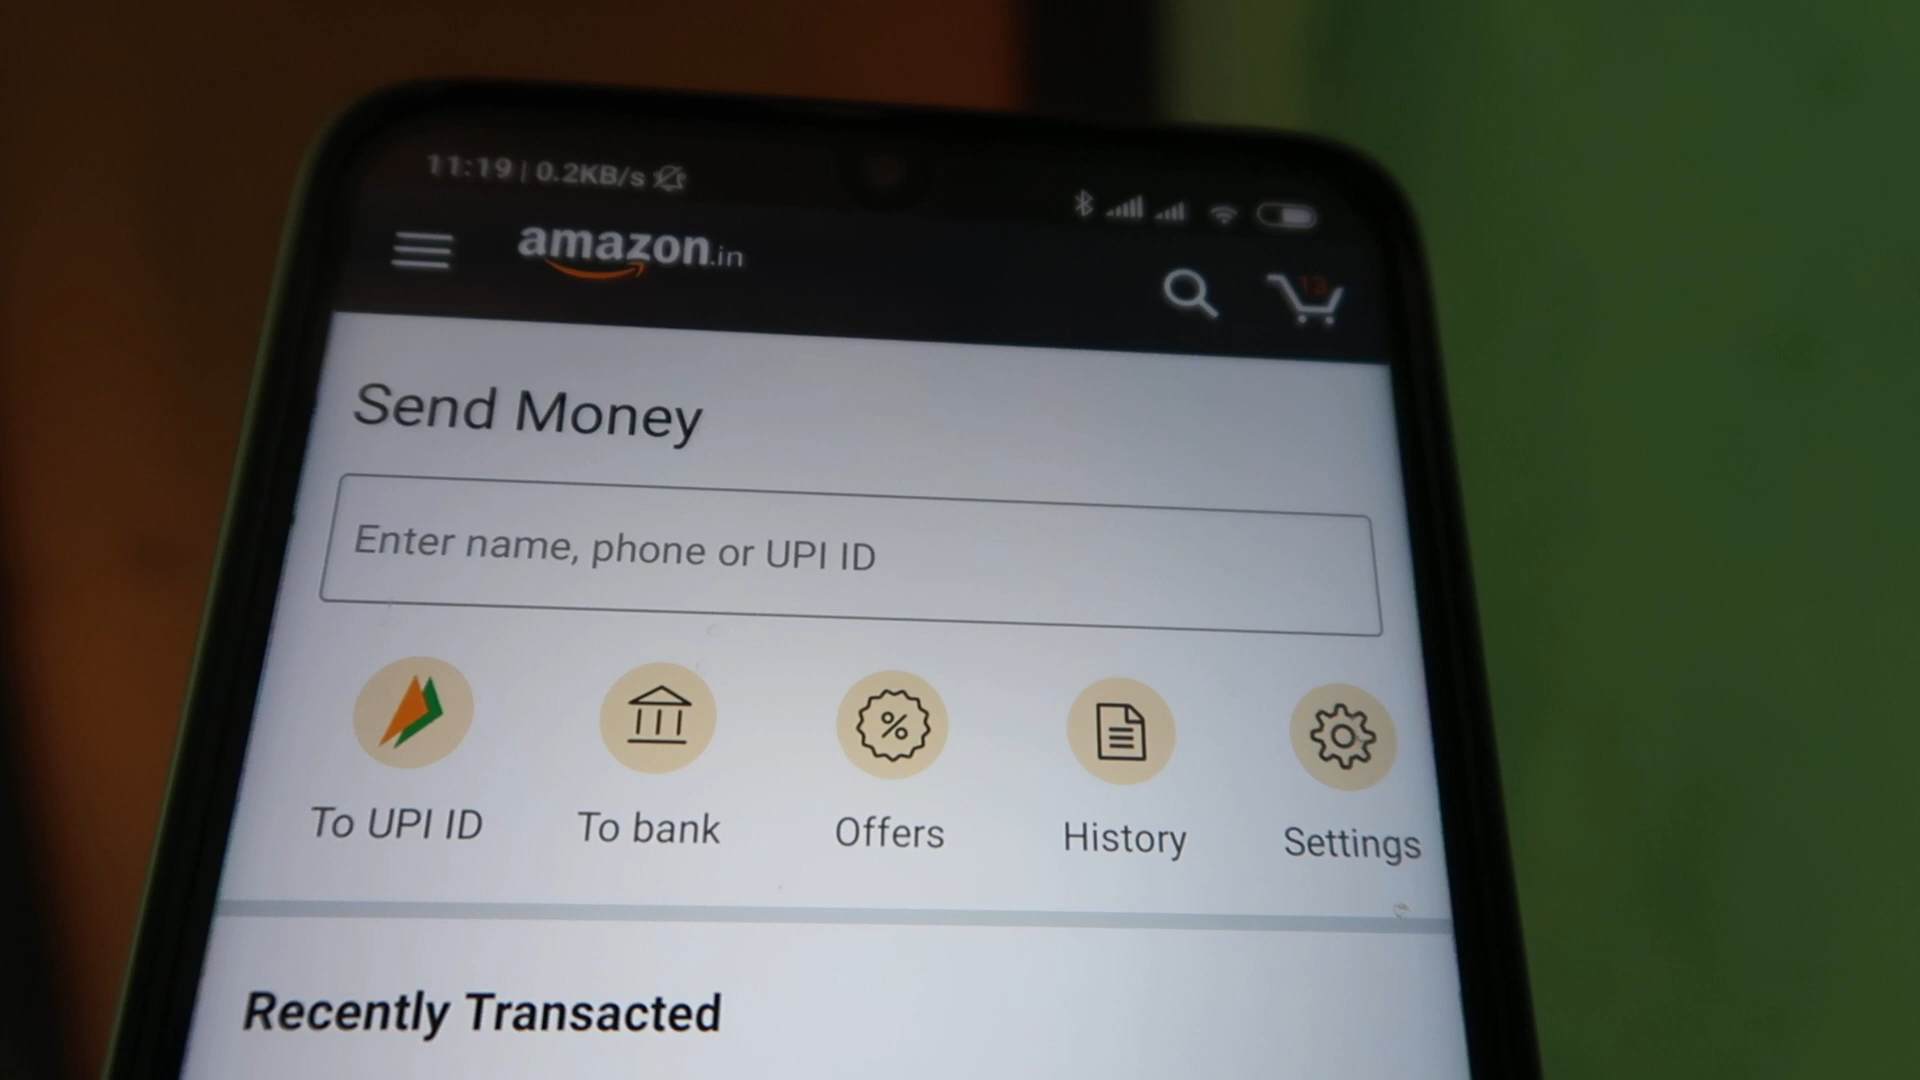 11:19 | 0.2KB/s
amazon.in
13
Send Money
Enter name, phone or UPI ID
To UPI ID
To bank
Offers
History
Settings
Recently Transacted